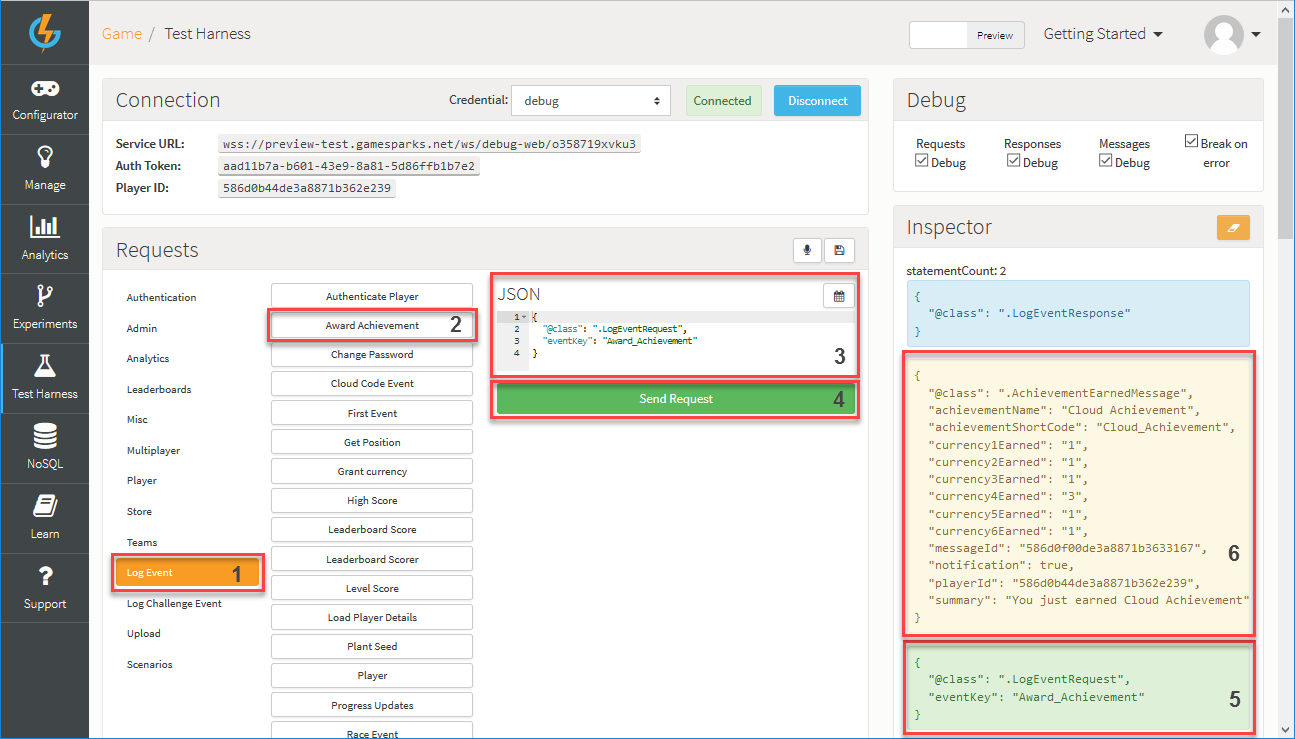 Game / Test Harness
Preview
Getting Started
Configurator
Manage
Analytics
Experiments
Test Harness
NoSQL
Learn
Support
Connection
Credential: debug
Connected
Disconnect
Service URL: wss://preview-test.gamesparks.net/ws/debug-web/o358719xvku3
Auth Token: aad11b7a-b601-43e9-8a81-5d86ffb1b7e2
Player ID: 586d0b44de3a8871b362e239
Requests
Authentication
Admin
Analytics
Leaderboards
Misc
Multiplayer
Player
Store
Teams
Log Event 1
Log Challenge Event
Upload
Scenarios
Authenticate Player
Award Achievement 2
Change Password
Cloud Code Event
First Event
Get Position
Grant currency
High Score
Leaderboard Score
Leaderboard Scorer
Level Score
Load Player Details
Plant Seed
Player
Progress Updates
Race Event
JSON
1 {
2 "@class": ".LogEventRequest",
3 "eventKey": "Award_Achievement"
4 }
3
Send Request 4
Debug
Requests
Debug
Responses
Debug
Messages
Debug
Break on
error
Inspector
statementCount: 2
{
"@class": ".LogEventResponse"
}
{
"@class": ".AchievementEarnedMessage",
"achievementName": "Cloud Achievement",
"achievementShortCode": "Cloud_Achievement",
"currency1Earned": "1",
"currency2Earned": "1",
"currency3Earned": "1",
"currency4Earned": "3",
"currency5Earned": "1",
"currency6Earned": "1",
"messageId": "586d0f00de3a8871b3633167",
"notification": true,
"playerId": "586d0b44de3a8871b362e239",
"summary": "You just earned Cloud Achievement"
}
6
{
"@class": ".LogEventRequest",
"eventKey": "Award_Achievement"
}
5